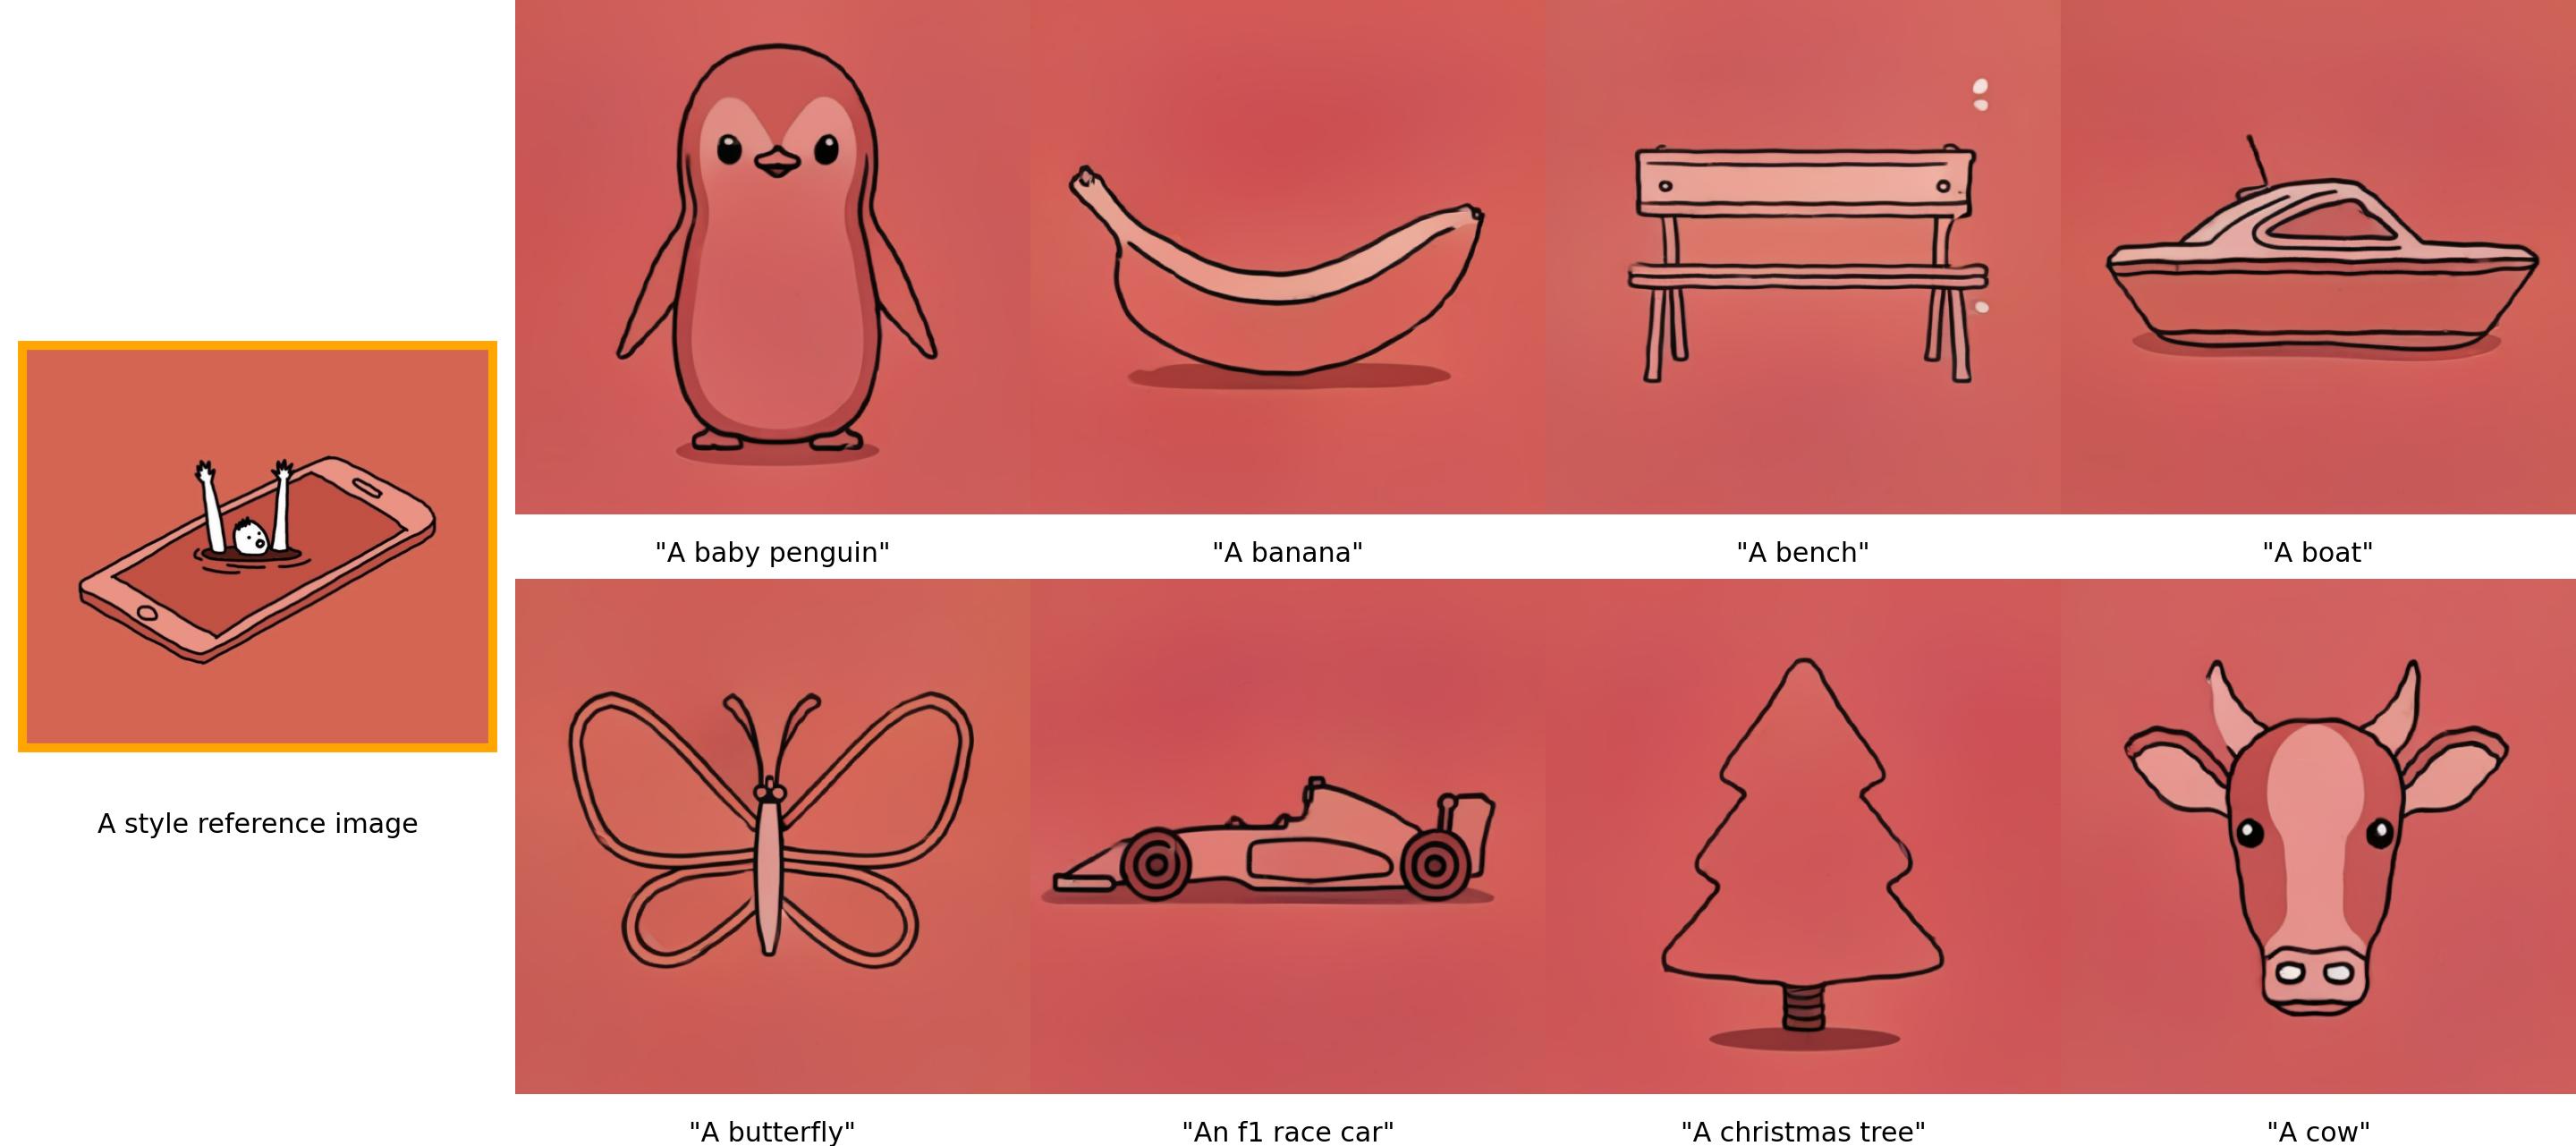 "A baby penguin"
"A banana"
"A bench"
"A boat"
A style reference image
"A butterfly"
"An f1 race car"
"A christmas tree"
"A cow"